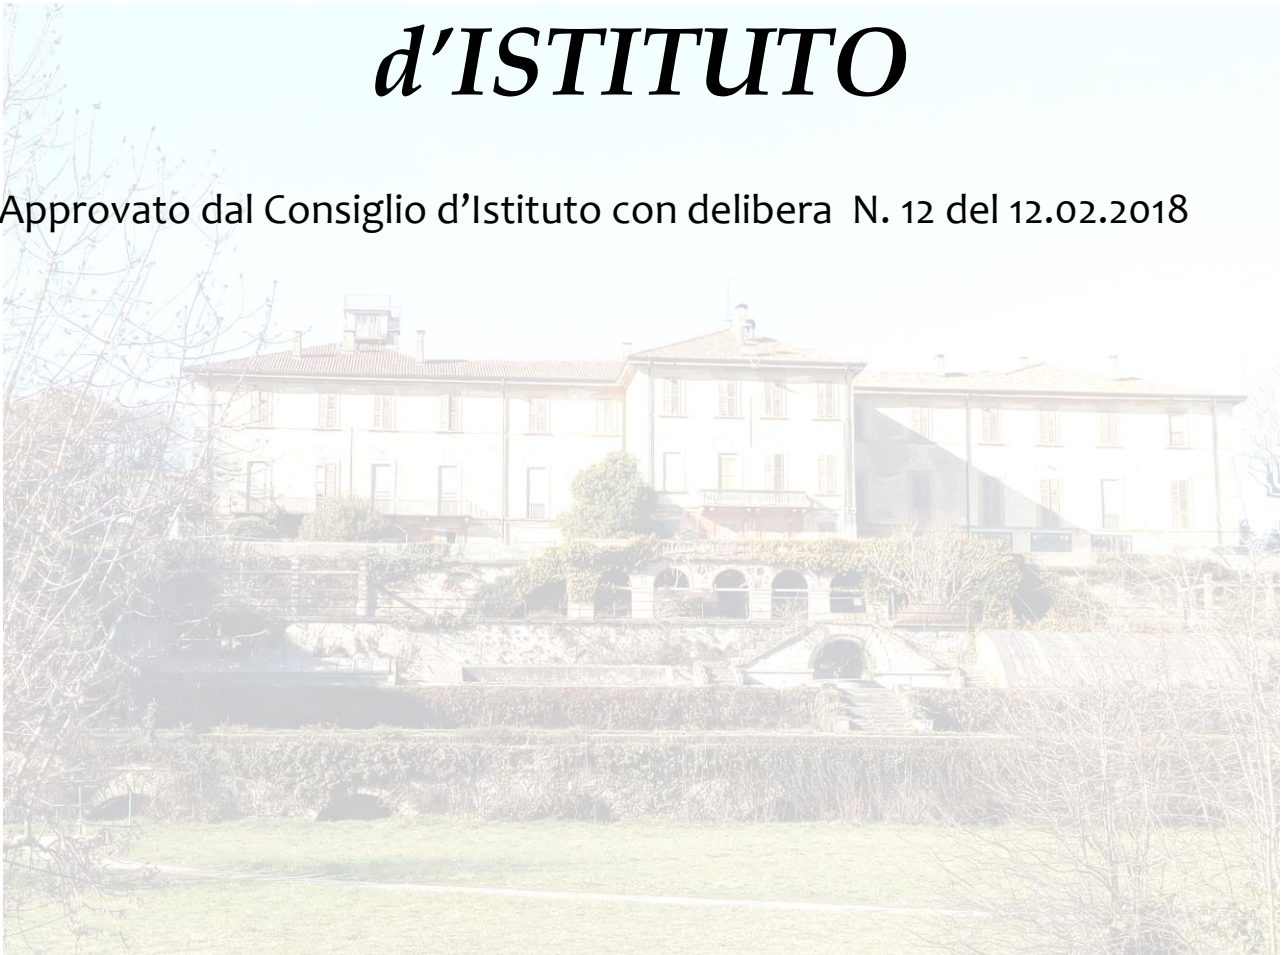 d’ISTITUTO
Approvato dal Consiglio d’Istituto con delibera N. 12 del 12.02.2018